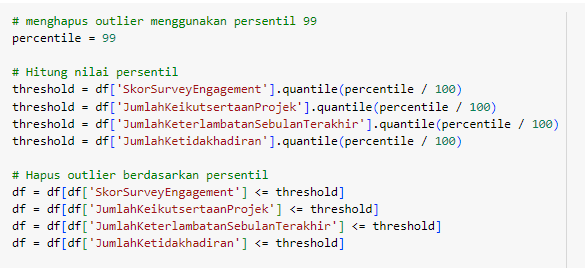 # menghapus outlier menggunakan persentil 99
percentile = 99
# Hitung nilai persentil
threshold = df['SkorSurveyEngagement'].quantile(percentile / 100)
threshold = df['JumlahKeikutsertaanProjek'].quantile(percentile / 100)
threshold = df['JumlahKeterlambatanSebulanTerakhir'].quantile(percentile / 100)
threshold = df['JumlahKetidakhadiran'].quantile(percentile / 100)
# Hapus outlier berdasarkan persentil
df = df[df['SkorSurveyEngagement'] <= threshold]
df = df[df['JumlahKeikutsertaanProjek'] <= threshold]
df = df[df['JumlahKeterlambatanSebulanTerakhir'] <= threshold]
df = df[df['JumlahKetidakhadiran'] <= threshold]